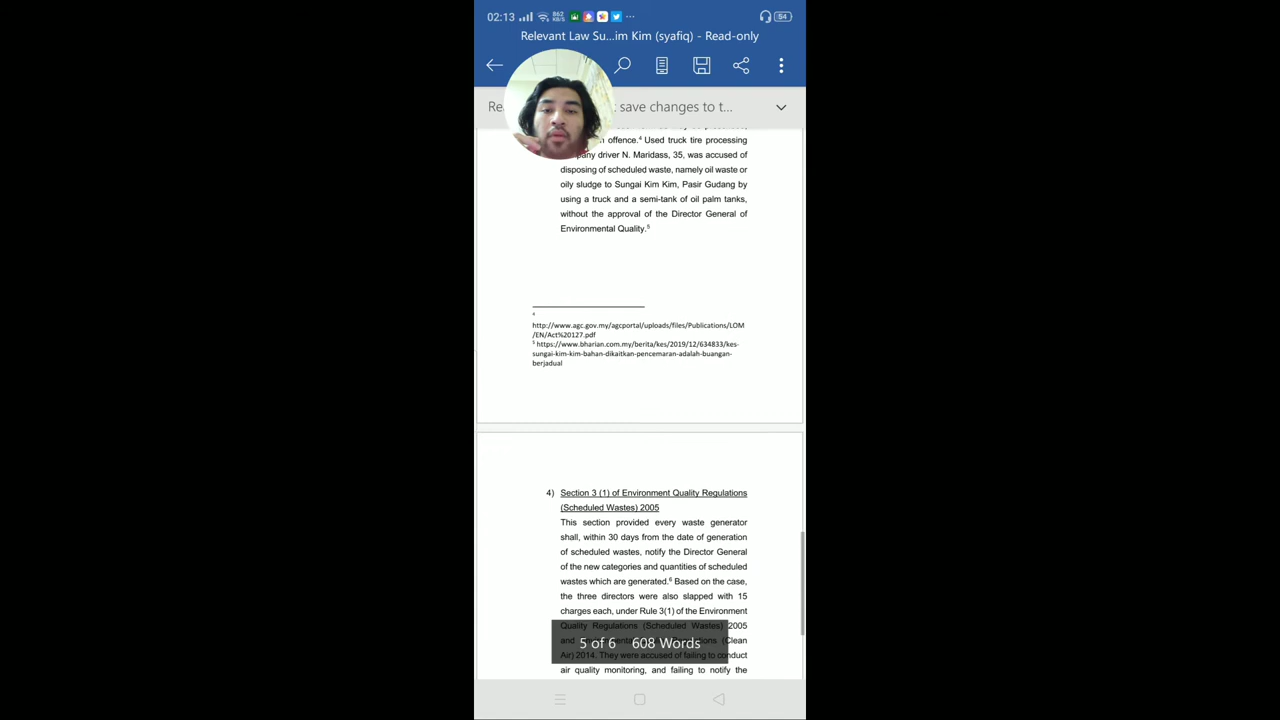 02:13
862
KB/S
54
Relevant Law Su...im Kim (syafiq) - Read-only
Re
save changes to t...
offence.⁴ Used truck tire processing
pany driver N. Maridass, 35, was accused of
disposing of scheduled waste, namely oil waste or
oily sludge to Sungai Kim Kim, Pasir Gudang by
using a truck and a semi-tank of oil palm tanks,
without the approval of the Director General of
Environmental Quality.⁵
4
http://www.agc.gov.my/agcportal/uploads/files/Publications/LOM
/EN/Act%20127.pdf
⁵ https://www.bharian.com.my/berita/kes/2019/12/634833/kes-
sungai-kim-kim-bahan-dikaitkan-pencemaran-adalah-buangan-
berjadual
4) Section 3 (1) of Environment Quality Regulations
(Scheduled Wastes) 2005
This section provided every waste generator
shall, within 30 days from the date of generation
of scheduled wastes, notify the Director General
of the new categories and quantities of scheduled
wastes which are generated.⁶ Based on the case,
the three directors were also slapped with 15
charges each, under Rule 3(1) of the Environment
Quality Regulations (Scheduled Wastes) 2005
and (Clean
5 of 6 608 Words
Air) 2014. They were accused of failing to conduct
air quality monitoring, and failing to notify the